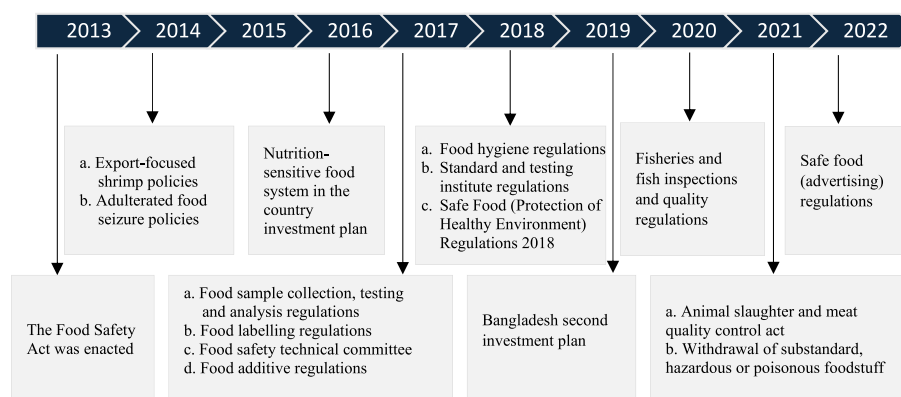 2013 2014 2015 2016 2017 2018 2019 2020 2021 2022
a. Export-focused
shrimp policies
b. Adulterated food
seizure policies
Nutrition-
sensitive food
system in the
country
investment plan
a. Food hygiene regulations
b. Standard and testing
institute regulations
c. Safe Food (Protection of
Healthy Environment)
Regulations 2018
Fisheries and
fish inspections
and quality
regulations
Safe food
(advertising)
regulations
The Food Safety
Act was enacted
a. Food sample collection, testing
and analysis regulations
b. Food labelling regulations
c. Food safety technical committee
d. Food additive regulations
Bangladesh second
investment plan
a. Animal slaughter and meat
quality control act
b. Withdrawal of substandard,
hazardous or poisonous foodstuff